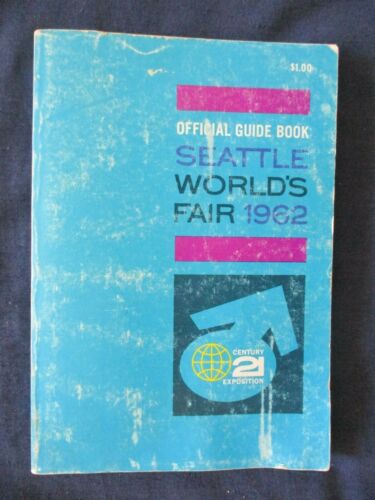 $1.00
OFFICIAL GUIDE BOOK
SEATTLE
WORLD'S
FAIR 1962
CENTURY
21
EXPOSITION